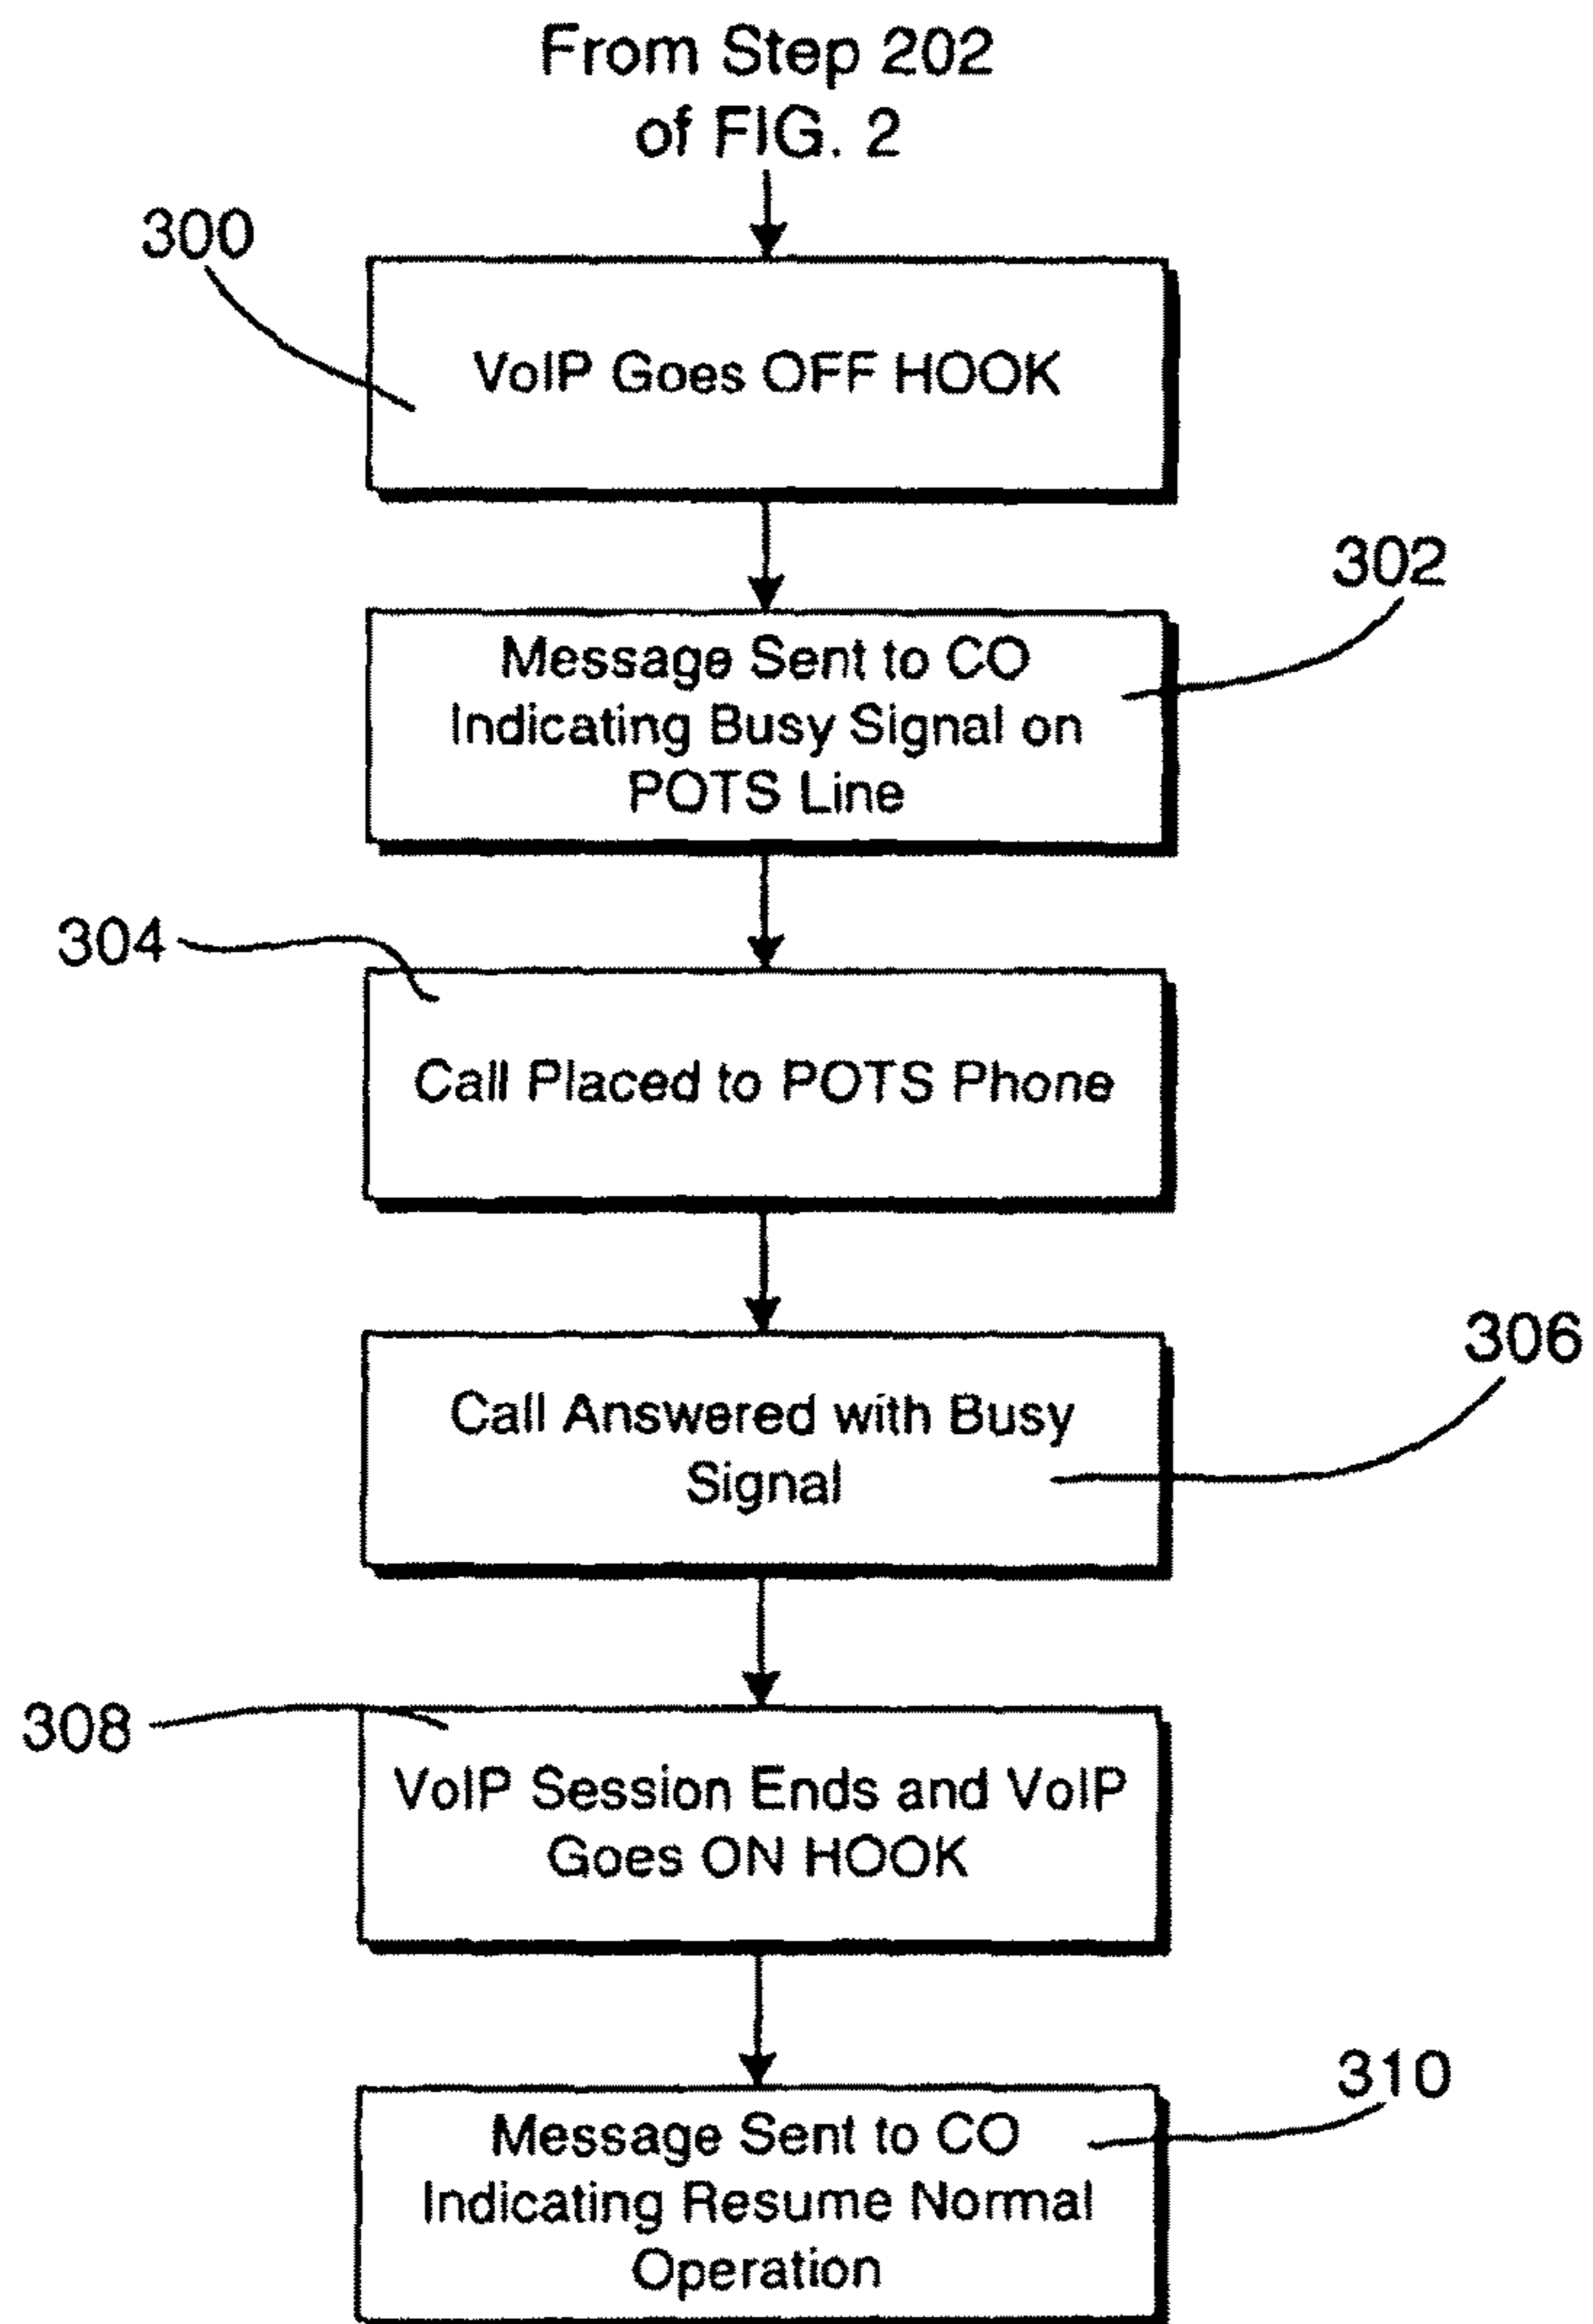 From Step 202
of FIG. 2
300
VoIP Goes OFF HOOK
302
Message Sent to CO
Indicating Busy Signal on
POTS Line
304
Call Placed to POTS Phone
306
Call Answered with Busy
Signal
308
VoIP Session Ends and VoIP
Goes ON HOOK
310
Message Sent to CO
Indicating Resume Normal
Operation